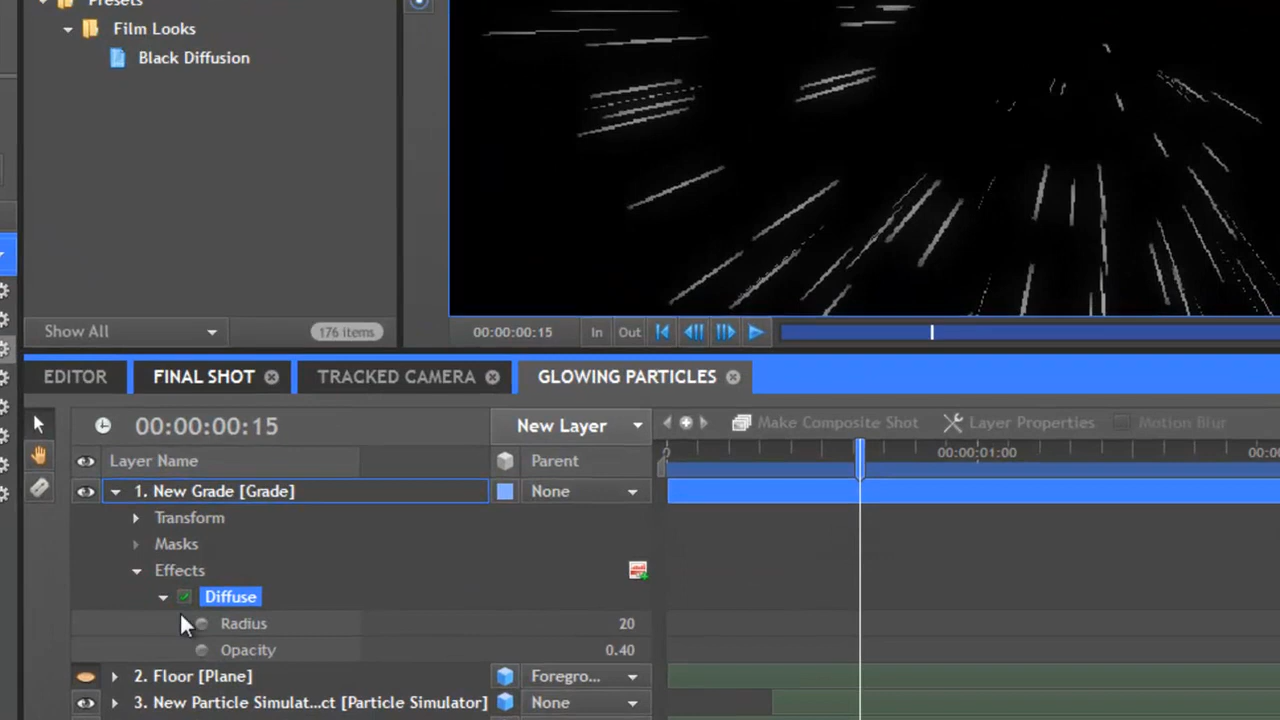 Presets
Film Looks
Black Diffusion
Show All
176 items
00:00:00:15
In
Out
EDITOR
FINAL SHOT
TRACKED CAMERA
GLOWING PARTICLES
00:00:00:15
New Layer
Make Composite Shot
Layer Properties
Motion Blur
Layer Name
Parent
0
00:00:01:00
00:00
1. New Grade [Grade]
None
Transform
Masks
Effects
Diffuse
Radius
20
Opacity
0.40
2. Floor [Plane]
Foregro...
3. New Particle Simulat...ct [Particle Simulator]
None